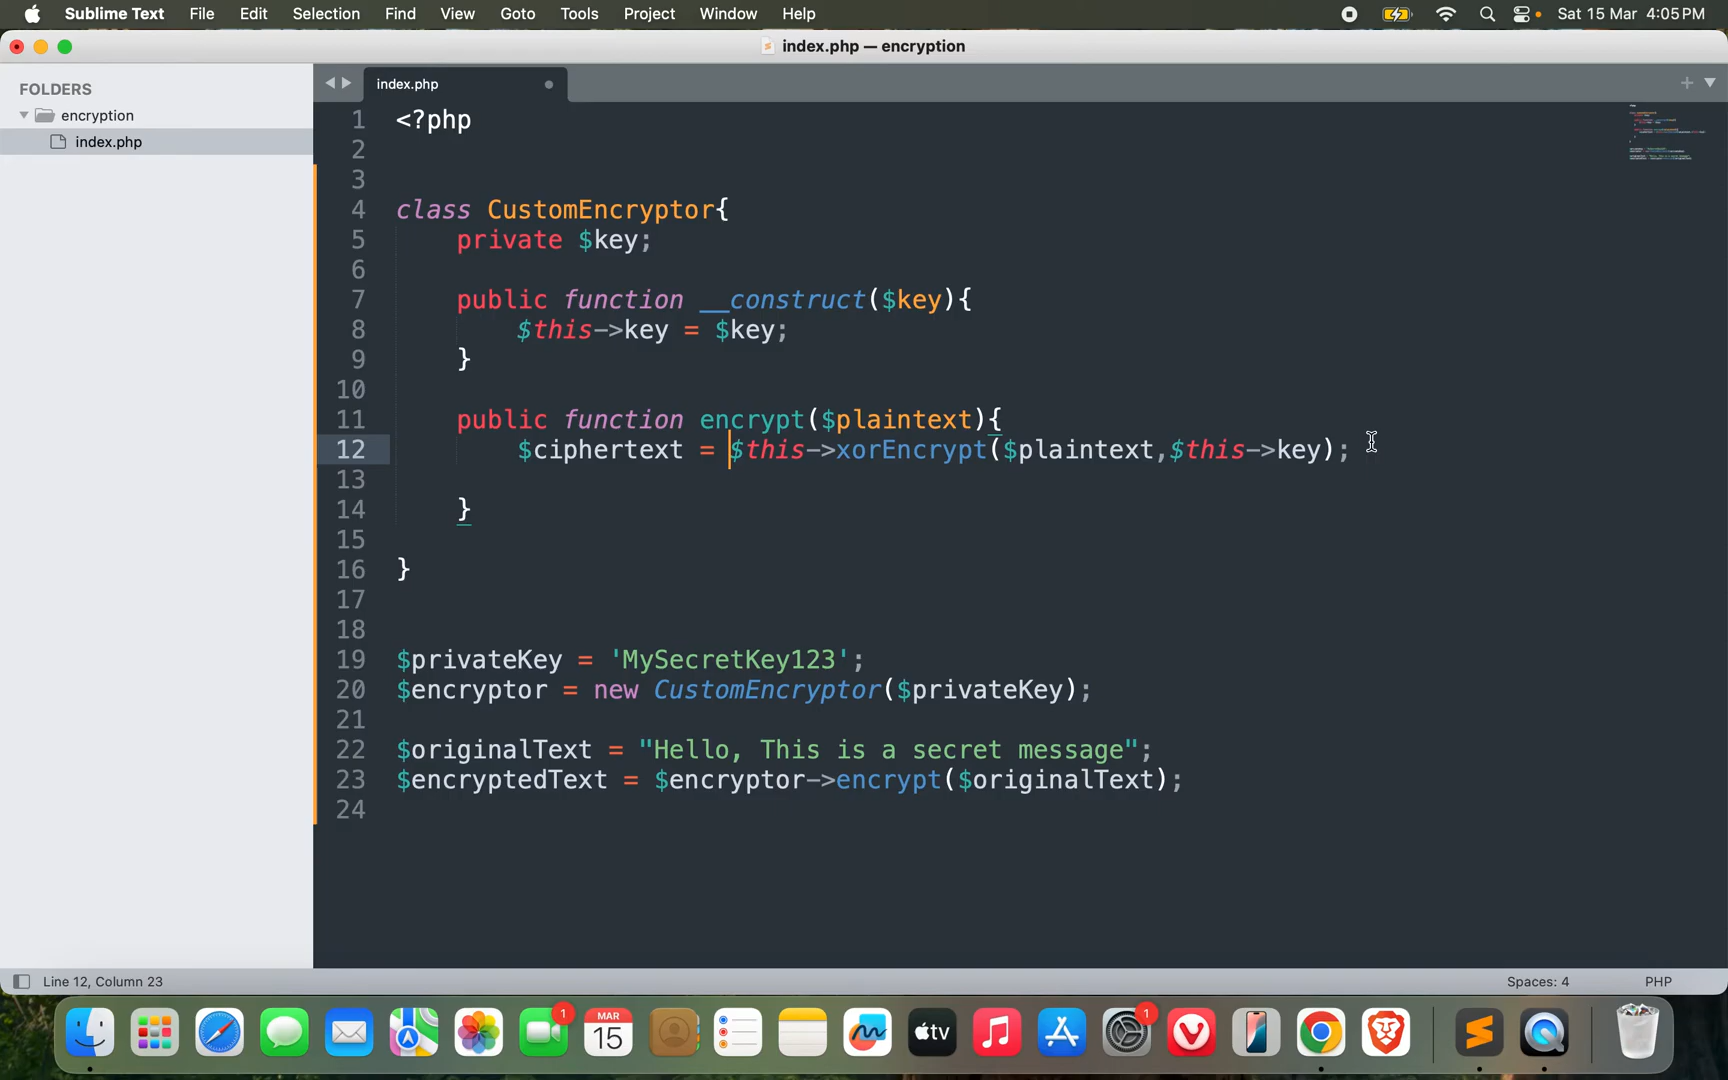 Sublime Text File Edit Selection Find View Goto Tools Project Window Help Sat 15 Mar 4:05 PM
index.php — encryption
FOLDERS
encryption
index.php
index.php
1 <?php
2
3
4 class CustomEncryptor{
5 private $key;
6
7 public function __construct($key){
8 $this->key = $key;
9 }
10
11 public function encrypt($plaintext){
12 $ciphertext = $this->xorEncrypt($plaintext,$this->key);
13
14 }
15
16 }
17
18
19 $privateKey = 'MySecretKey123';
20 $encryptor = new CustomEncryptor($privateKey);
21
22 $originalText = "Hello, This is a secret message";
23 $encryptedText = $encryptor->encrypt($originalText);
24
Line 12, Column 23 Spaces: 4 PHP
1
MAR
15
tv
1